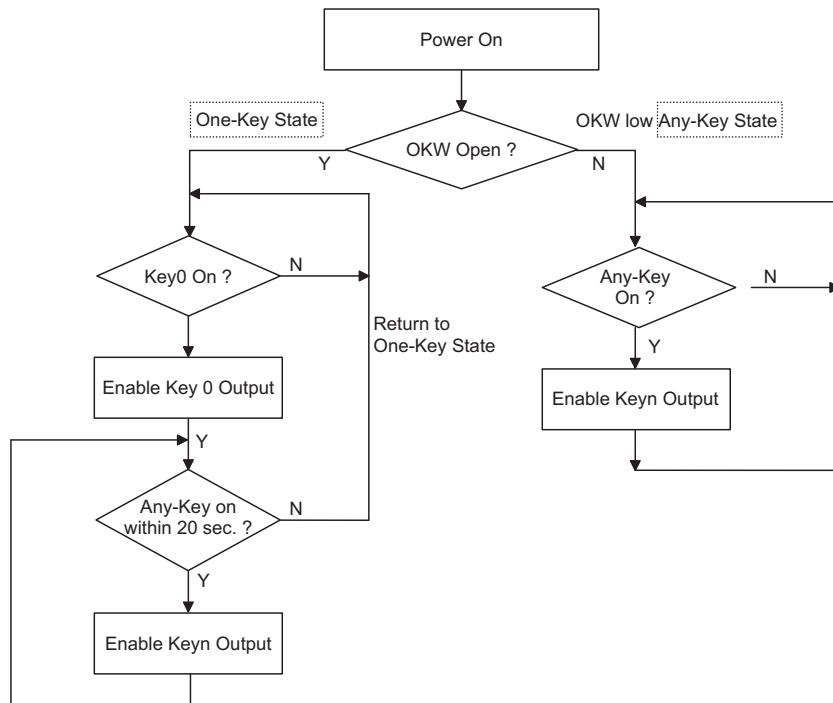 Power On
One-Key State
OKW low Any-Key State
OKW Open ?
Y
N
Key0 On ?
N
Any-Key
On ?
N
Return to
One-Key State
Y
Enable Key 0 Output
Enable Keyn Output
Y
Any-Key on
within 20 sec. ?
N
Y
Enable Keyn Output